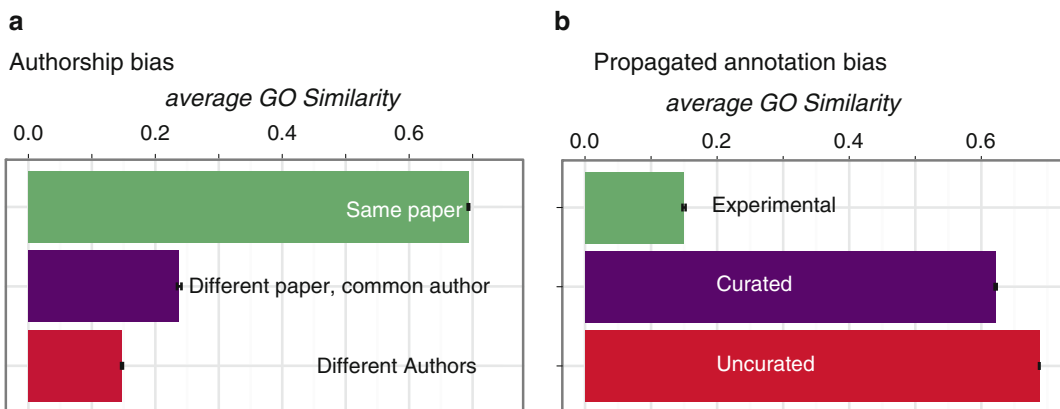 a
Authorship bias
average GO Similarity
0.0 0.2 0.4 0.6
Same paper
Different paper, common author
Different Authors
b
Propagated annotation bias
average GO Similarity
0.0 0.2 0.4 0.6
Experimental
Curated
Uncurated